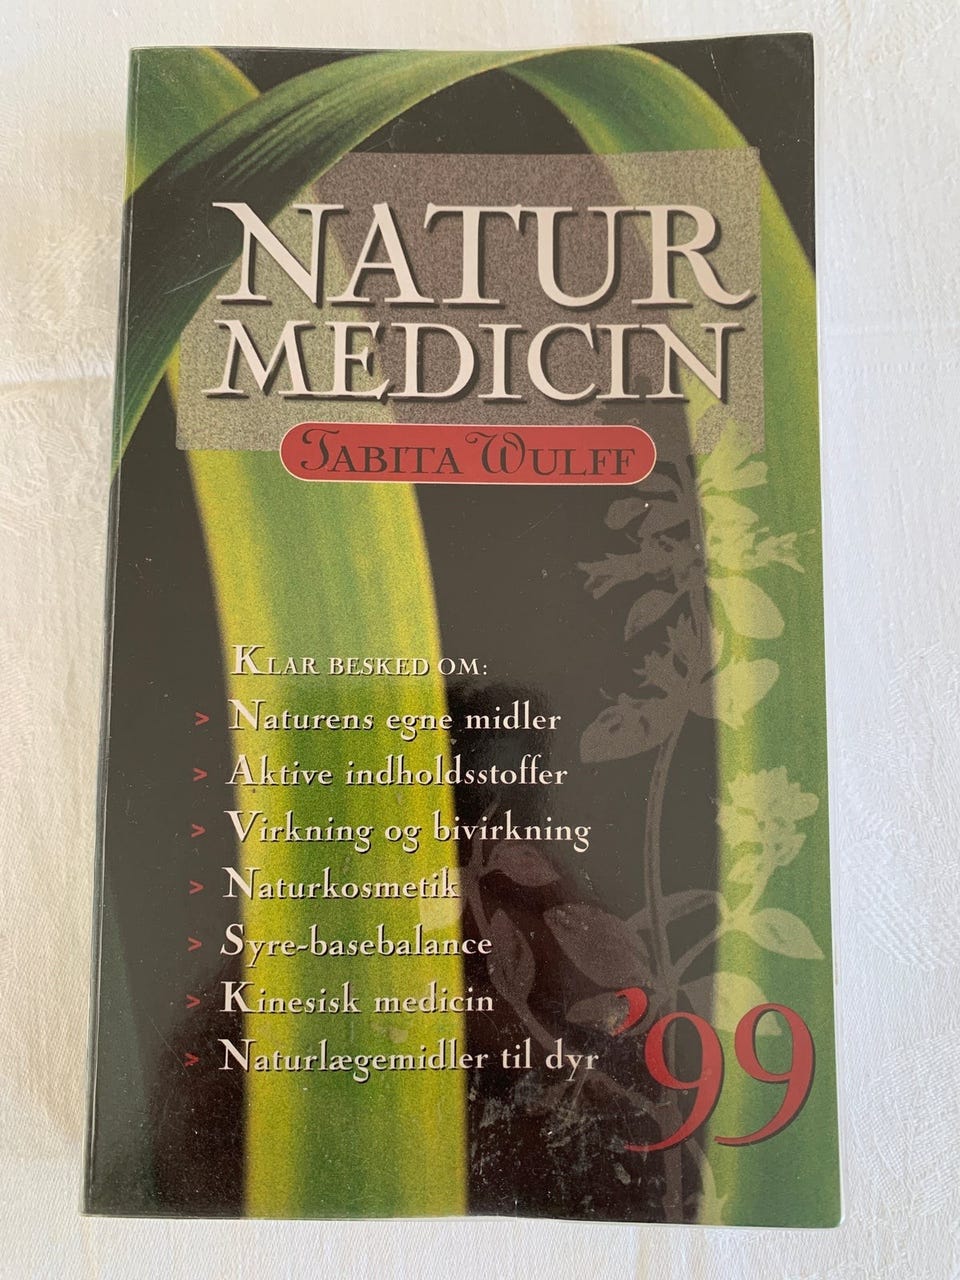 NATUR
MEDICIN
TABITA WULFF
KLAR BESKED OM:
> Naturens egne midler
> Aktive indholdsstoffer
> Virkning og bivirkning
> Naturkosmetik
> Syre-basebalance
> Kinesisk medicin
> Naturlægemidler til dyr
'99